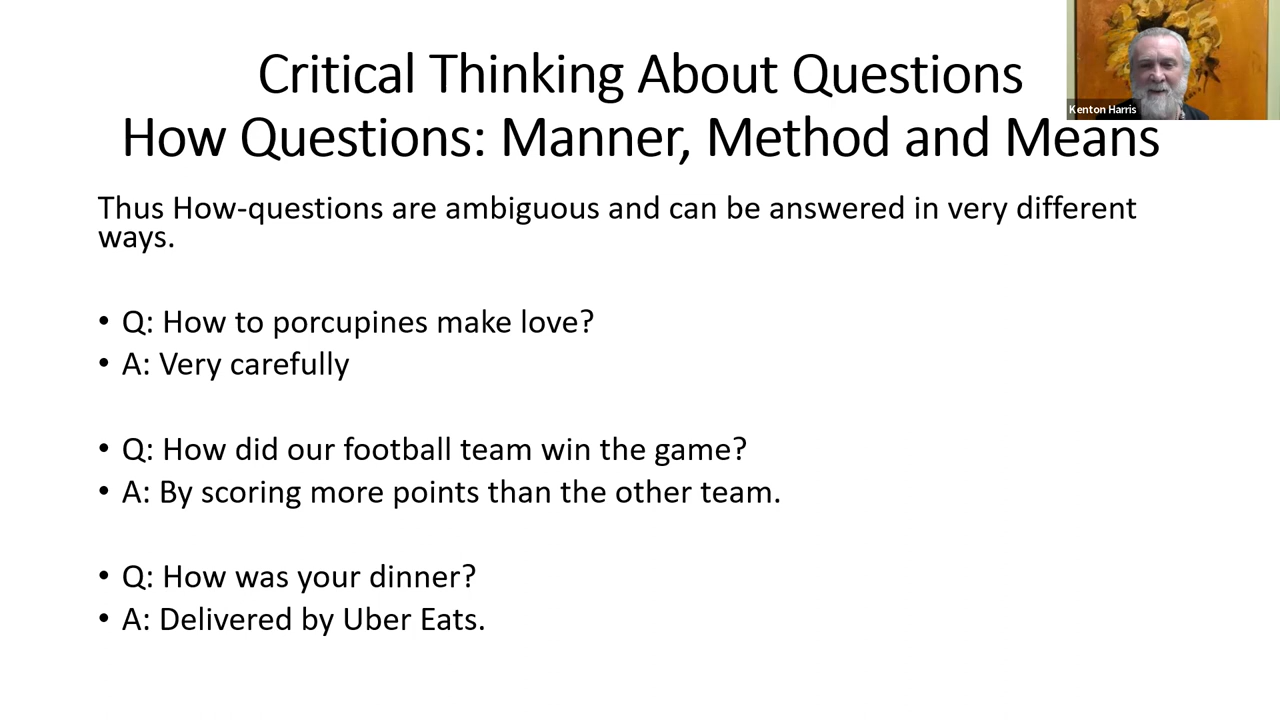 Critical Thinking About Questions
How Questions: Manner, Method and Means
Kenton Harris
Thus How-questions are ambiguous and can be answered in very different
ways.
• Q: How to porcupines make love?
• A: Very carefully
• Q: How did our football team win the game?
• A: By scoring more points than the other team.
• Q: How was your dinner?
• A: Delivered by Uber Eats.